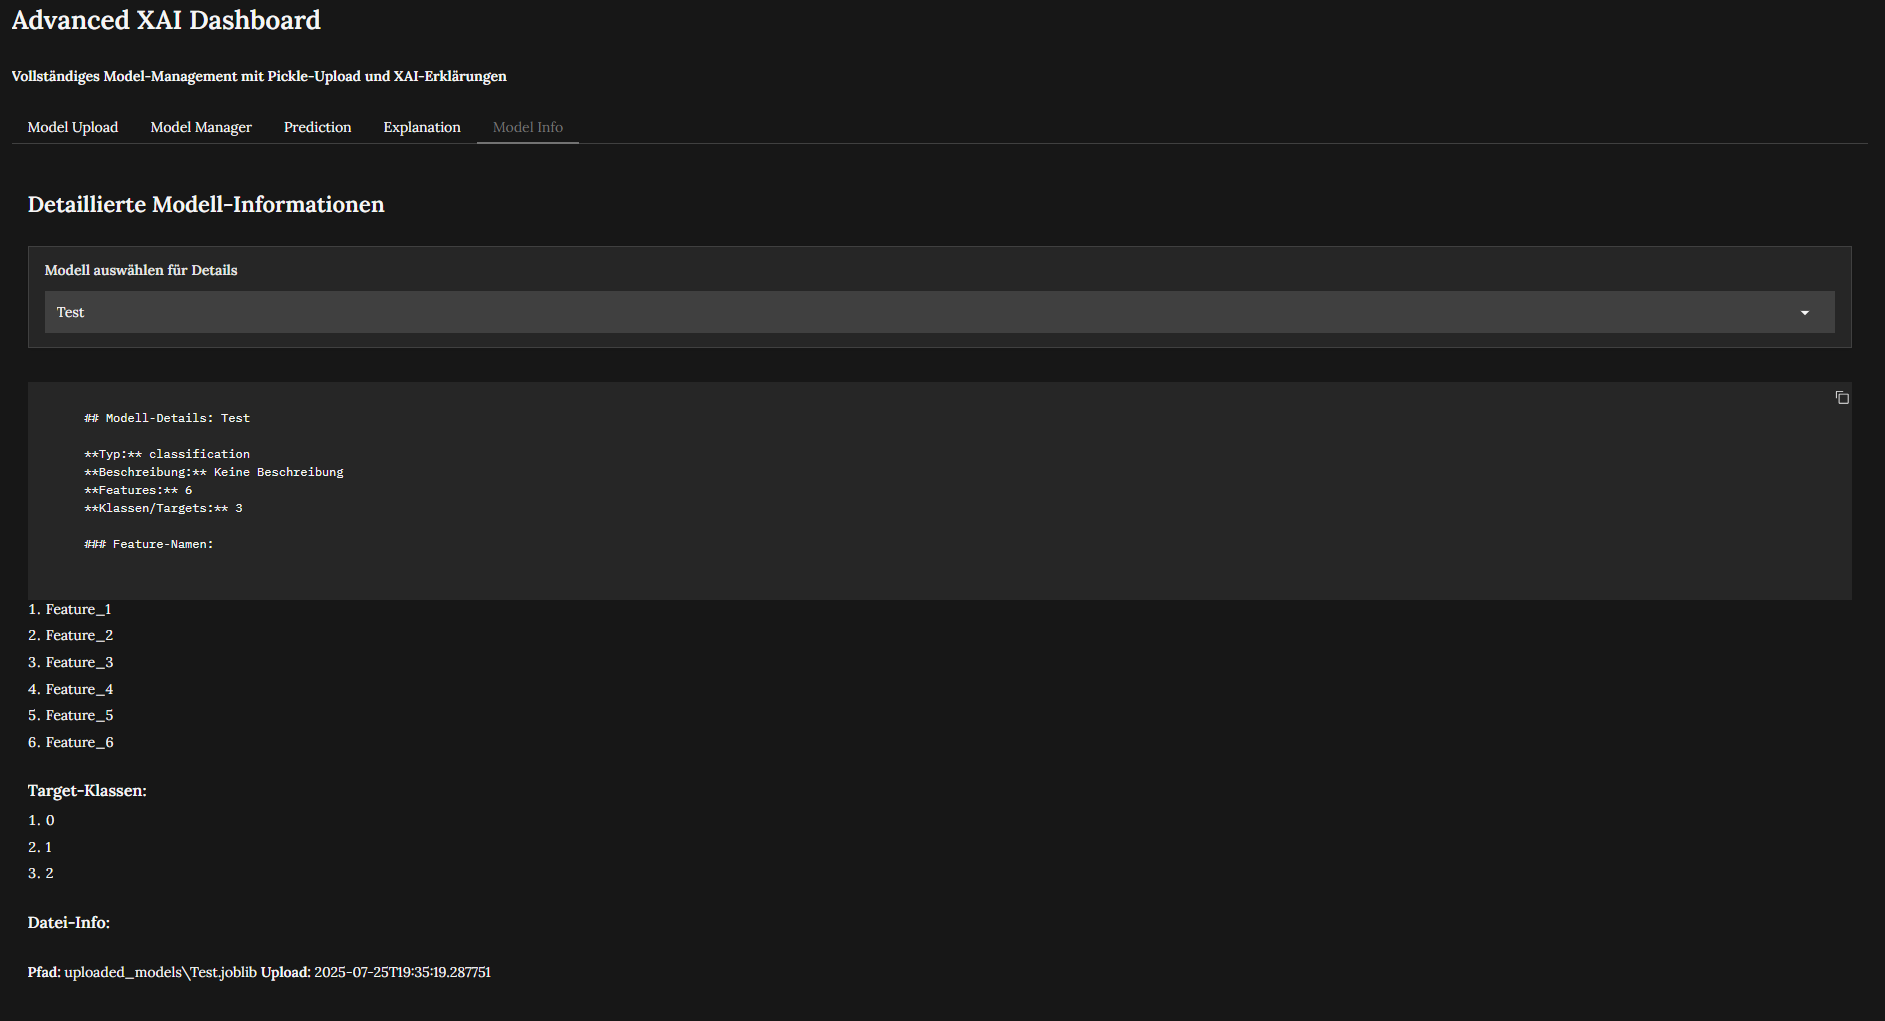 Advanced XAI Dashboard
Vollständiges Model-Management mit Pickle-Upload und XAI-Erklärungen
Model Upload Model Manager Prediction Explanation Model Info
Detaillierte Modell-Informationen
Modell auswählen für Details
Test
## Modell-Details: Test
**Typ:** classification
**Beschreibung:** Keine Beschreibung
**Features:** 6
**Klassen/Targets:** 3
### Feature-Namen:
1. Feature_1
2. Feature_2
3. Feature_3
4. Feature_4
5. Feature_5
6. Feature_6
Target-Klassen:
1. 0
2. 1
3. 2
Datei-Info:
Pfad: uploaded_models\Test.joblib Upload: 2025-07-25T19:35:19.287751